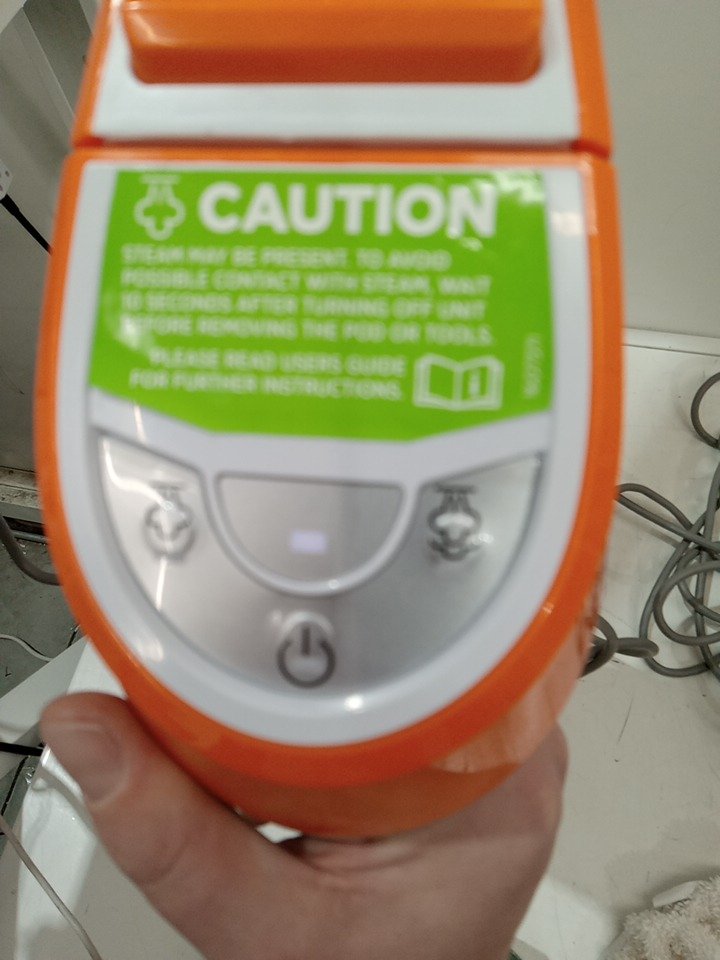 CAUTION
STEAM MAY BE PRESENT. TO AVOID
POSSIBLE CONTACT WITH STEAM, WAIT
10 SECONDS AFTER TURNING OFF UNIT
BEFORE REMOVING THE POD OR TOOLS.
PLEASE READ USERS GUIDE
FOR FURTHER INSTRUCTIONS.